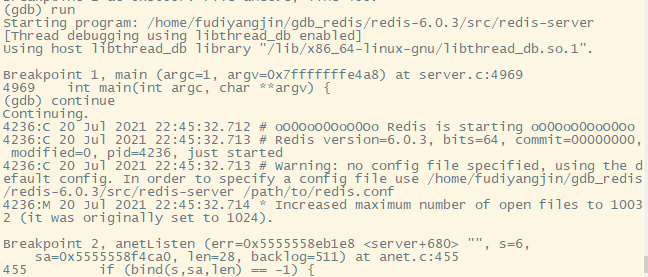 (gdb) run
Starting program: /home/fudiyangjin/gdb_redis/redis-6.0.3/src/redis-server
[Thread debugging using libthread_db enabled]
Using host libthread_db library "/lib/x86_64-linux-gnu/libthread_db.so.1".
Breakpoint 1, main (argc=1, argv=0x7fffffffe4a8) at server.c:4969
4969    int main(int argc, char **argv) {
(gdb) continue
Continuing.
4236:C 20 Jul 2021 22:45:32.712 # oO0OoO0OoO0Oo Redis is starting oO0OoO0OoO0Oo
4236:C 20 Jul 2021 22:45:32.713 # Redis version=6.0.3, bits=64, commit=00000000,
 modified=0, pid=4236, just started
4236:C 20 Jul 2021 22:45:32.713 # Warning: no config file specified, using the d
efault config. In order to specify a config file use /home/fudiyangjin/gdb_redis
/redis-6.0.3/src/redis-server /path/to/redis.conf
4236:M 20 Jul 2021 22:45:32.714 * Increased maximum number of open files to 1003
2 (it was originally set to 1024).
Breakpoint 2, anetListen (err=0x5555558eb1e8 <server+680> "", s=6,
    sa=0x5555558f4ca0, len=28, backlog=511) at anet.c:455
455         if (bind(s,sa,len) == -1) {